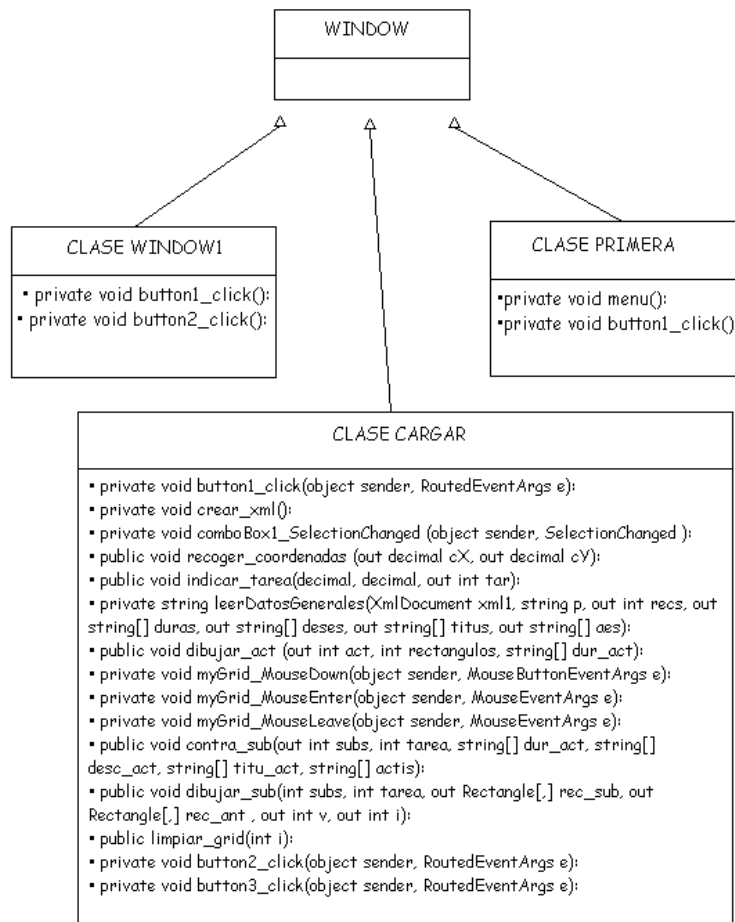 WINDOW
CLASE WINDOW1
• private void button1_click():
• private void button2_click():
CLASE PRIMERA
•private void menu():
•private void button1_click()
CLASE CARGAR
• private void button1_click(object sender, RoutedEventArgs e):
• private void crear_xml():
• private void comboBox1_SelectionChanged (object sender, SelectionChanged ):
• public void recoger_coordenadas (out decimal cX, out decimal cY):
• public void indicar_tarea(decimal, decimal, out int tar):
• private string leerDatosGenerales(XmlDocument xml1, string p, out int recs, out
string[] duras, out string[] deses, out string[] titus, out string[] aes):
• public void dibujar_act (out int act, int rectangulos, string[] dur_act):
• private void myGrid_MouseDown(object sender, MouseButtonEventArgs e):
• private void myGrid_MouseEnter(object sender, MouseEventArgs e):
• private void myGrid_MouseLeave(object sender, MouseEventArgs e):
• public void contra_sub(out int subs, int tarea, string[] dur_act, string[]
desc_act, string[] titu_act, string[] actis):
• public void dibujar_sub(int subs, int tarea, out Rectangle[,] rec_sub, out
Rectangle[,] rec_ant , out int v, out int i):
• public limpiar_grid(int i):
• private void button2_click(object sender, RoutedEventArgs e):
• private void button3_click(object sender, RoutedEventArgs e):